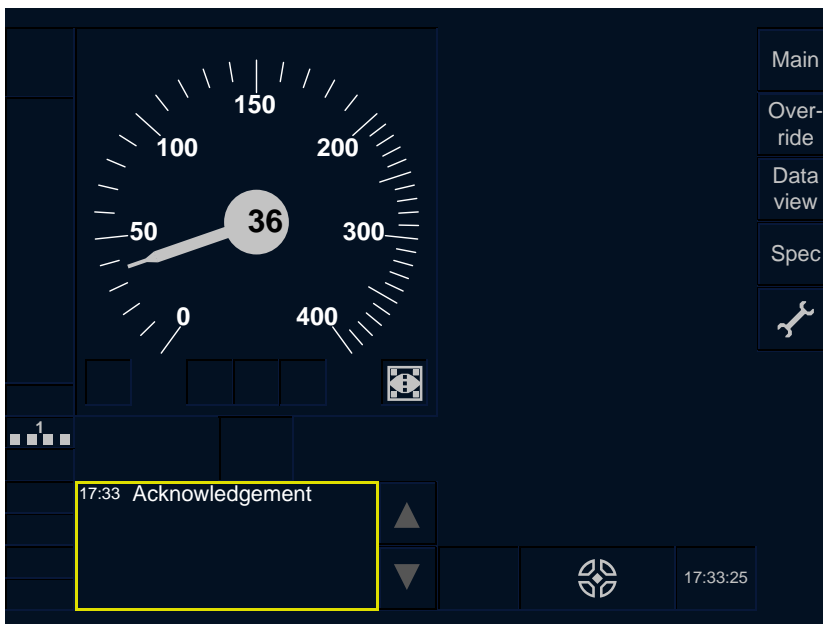 Main
Over-
ride
Data
view
Spec
150
100
200
50
36
300
0
400
1
17:33 Acknowledgement
17:33:25